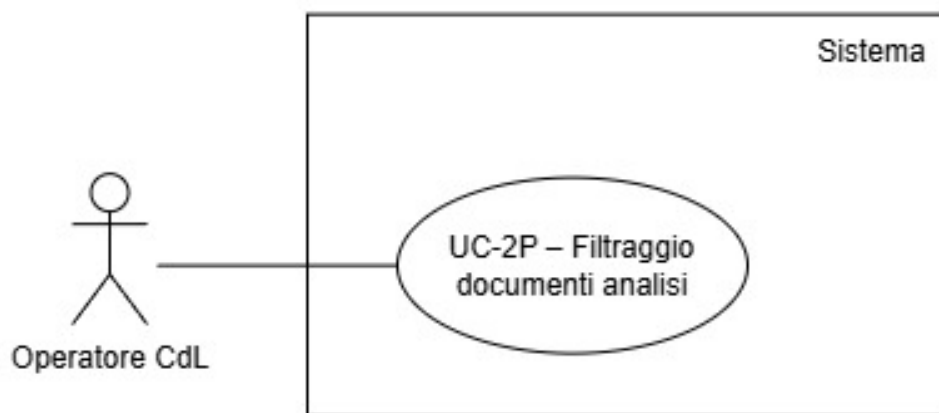 Sistema
UC-2P – Filtraggio
documenti analisi
Operatore CdL